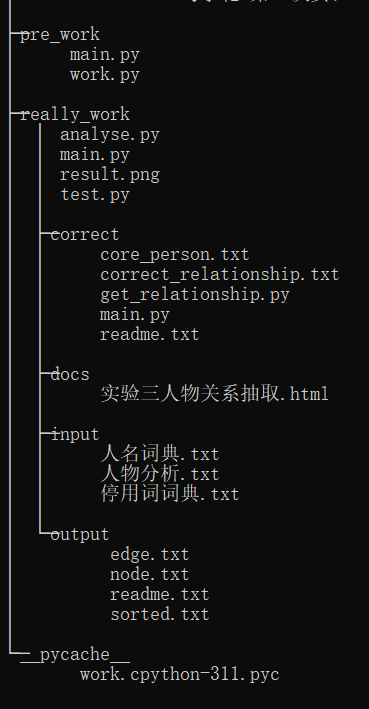 pre_work
main.py
work.py
really_work
analyse.py
main.py
result.png
test.py
correct
core_person.txt
correct_relationship.txt
get_relationship.py
main.py
readme.txt
docs
实验三人物关系抽取.html
input
人名词典.txt
人物分析.txt
停用词词典.txt
output
edge.txt
node.txt
readme.txt
sorted.txt
__pycache__
work.cpython-311.pyc